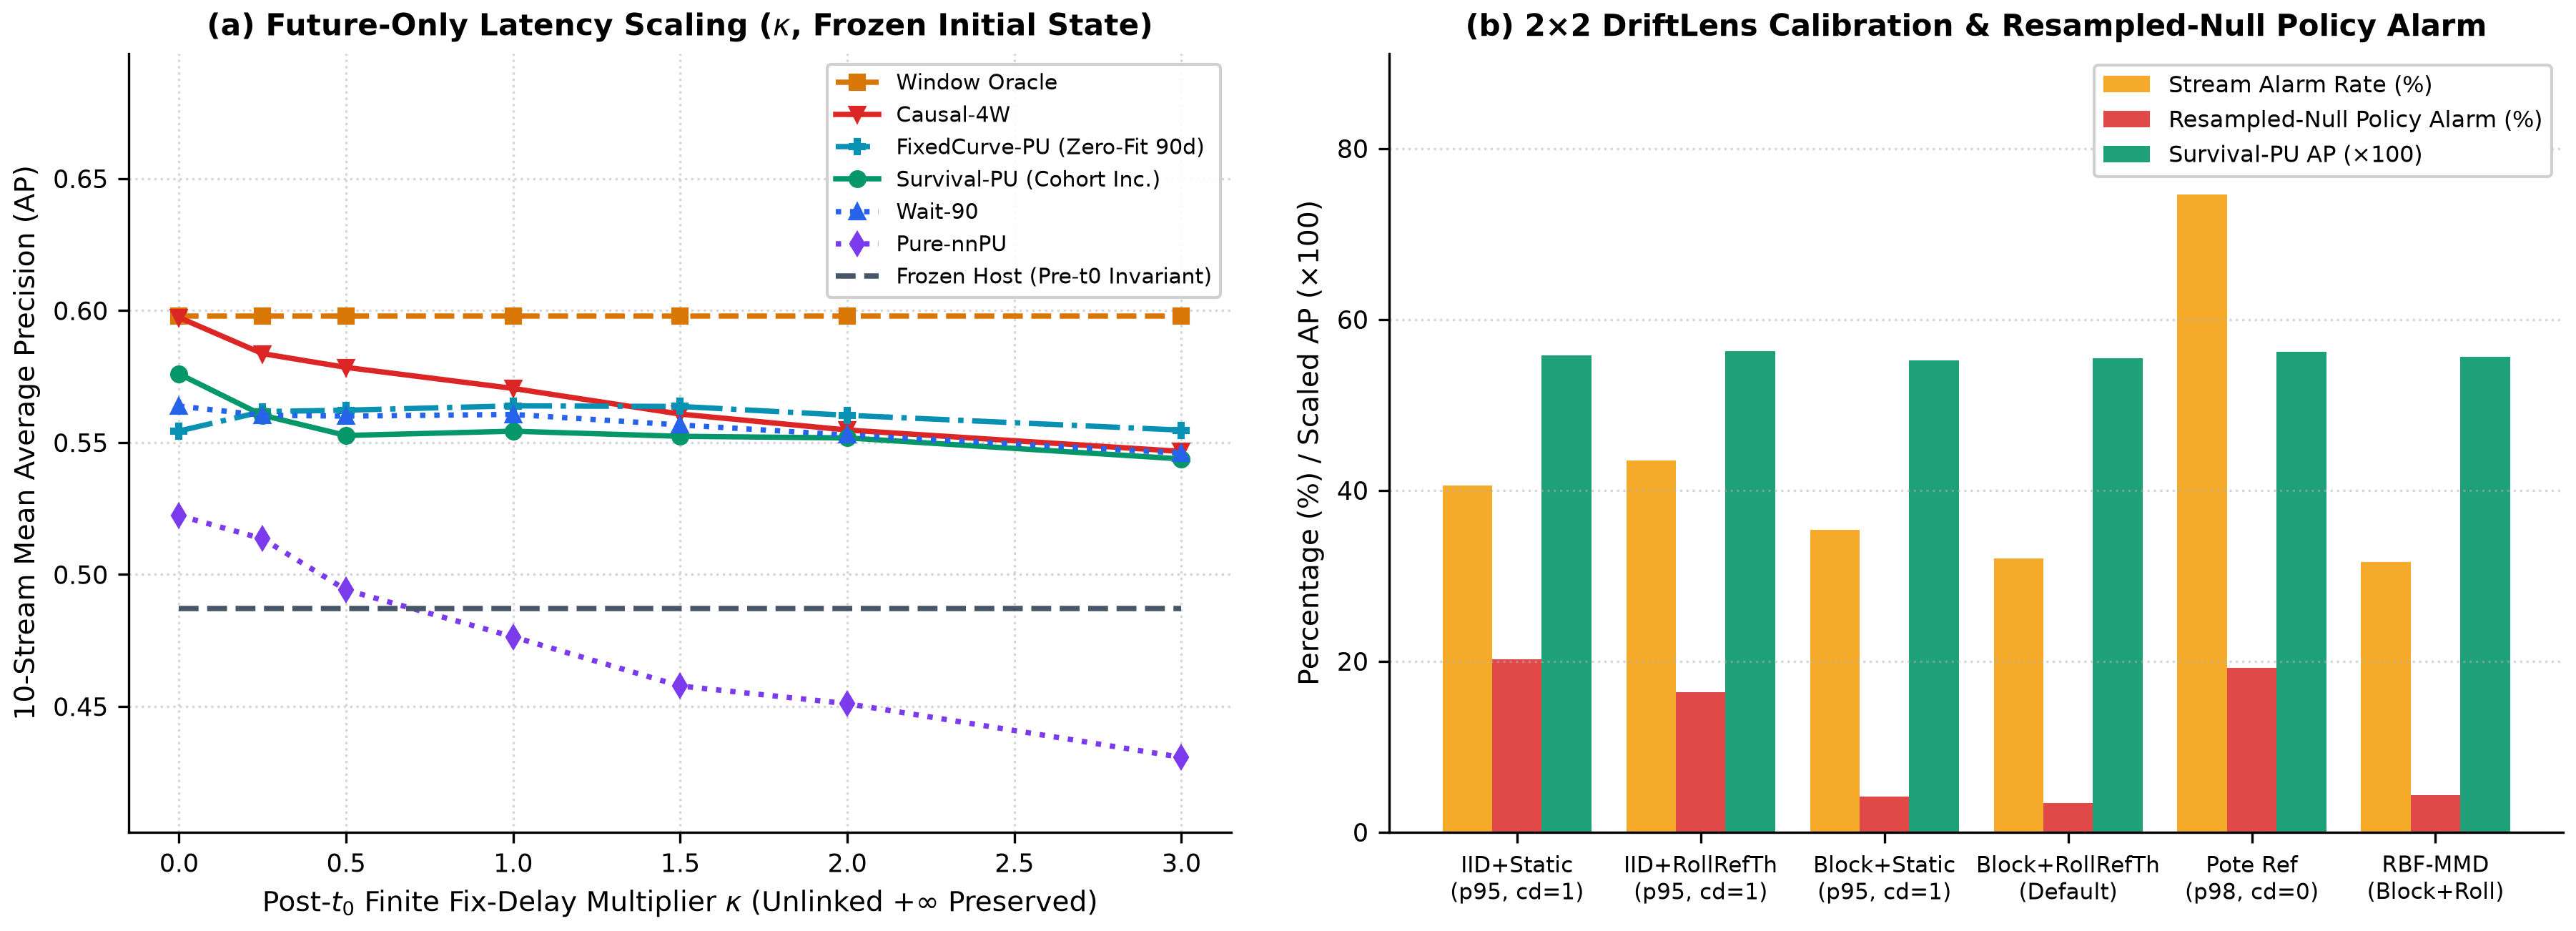 (a) Future-Only Latency Scaling (κ, Frozen Initial State)
10-Stream Mean Average Precision (AP)
0.65
0.60
0.55
0.50
0.45
Window Oracle
Causal-4W
FixedCurve-PU (Zero-Fit 90d)
Survival-PU (Cohort Inc.)
Wait-90
Pure-nnPU
Frozen Host (Pre-t0 Invariant)
0.0 0.5 1.0 1.5 2.0 2.5 3.0
Post-t₀ Finite Fix-Delay Multiplier κ (Unlinked +∞ Preserved)
(b) 2×2 DriftLens Calibration & Resampled-Null Policy Alarm
Percentage (%) / Scaled AP (×100)
80
60
40
20
0
Stream Alarm Rate (%)
Resampled-Null Policy Alarm (%)
Survival-PU AP (×100)
IID+Static
(p95, cd=1)
IID+RollRefTh
(p95, cd=1)
Block+Static
(p95, cd=1)
Block+RollRefTh
(Default)
Pote Ref
(p98, cd=0)
RBF-MMD
(Block+Roll)